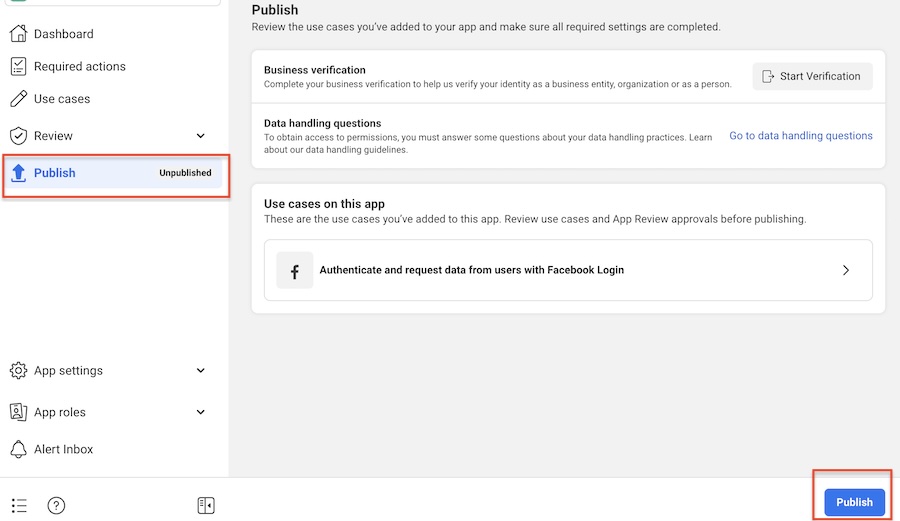 Dashboard
Required actions
Use cases
Review
Publish Unpublished
App settings
App roles
Alert Inbox
Publish
Review the use cases you've added to your app and make sure all required settings are completed.
Business verification
Complete your business verification to help us verify your identity as a business entity, organization or as a person.
Start Verification
Data handling questions
To obtain access to permissions, you must answer some questions about your data handling practices. Learn
about our data handling guidelines.
Go to data handling questions
Use cases on this app
These are the use cases you've added to this app. Review use cases and App Review approvals before publishing.
Authenticate and request data from users with Facebook Login
Publish